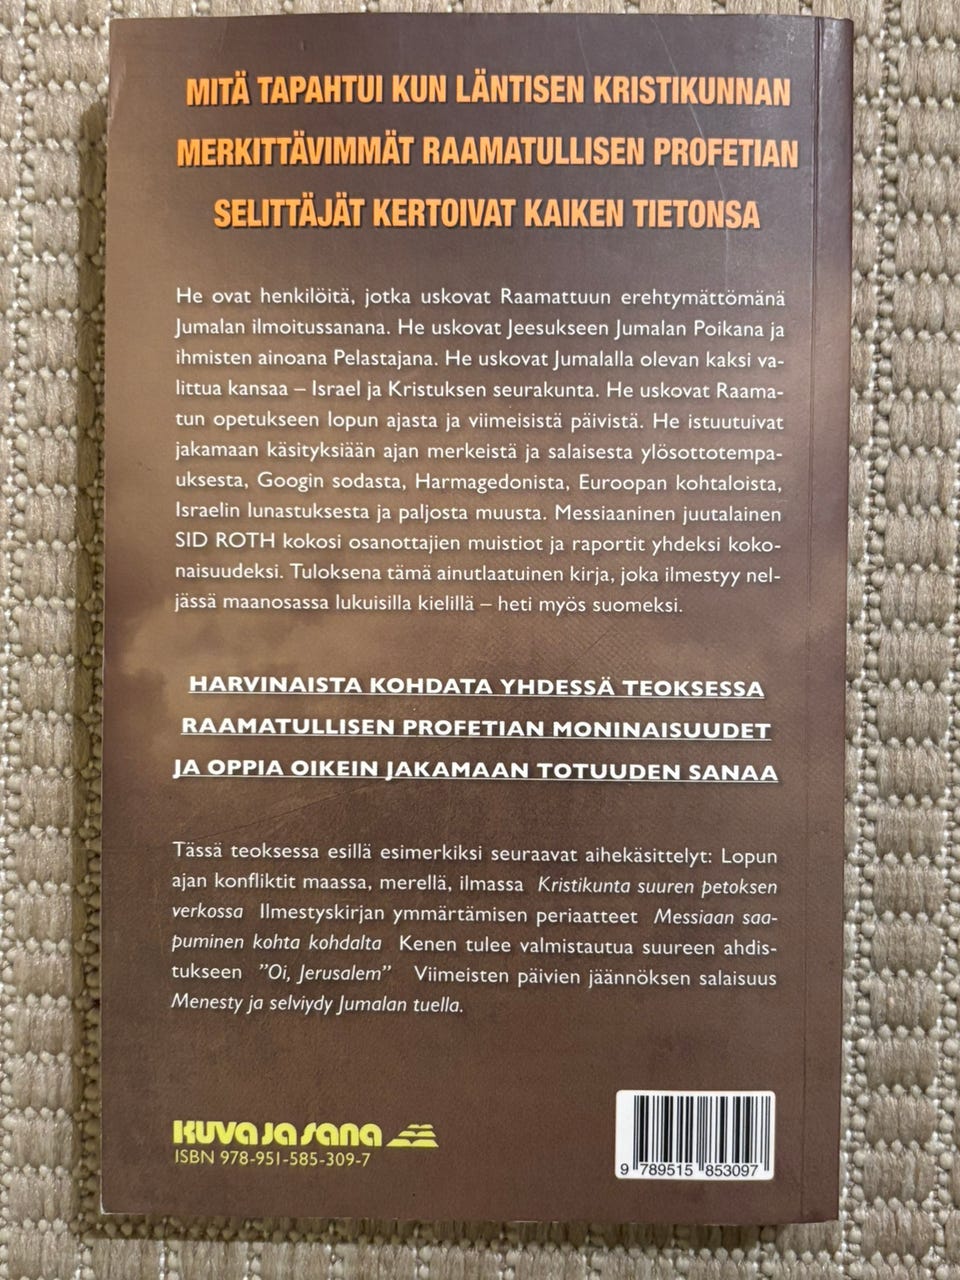 MITÄ TAPAHTUI KUN LÄNTISEN KRISTIKUNNAN
MERKITTÄVIMMÄT RAAMATULLISEN PROFETIAN
SELITTÄJÄT KERTOIVAT KAIKEN TIETONSA
He ovat henkilöitä, jotka uskovat Raamattuun erehtymättömänä
Jumalan ilmoitussanana. He uskovat Jeesukseen Jumalan Poikana ja
ihmisten ainoana Pelastajana. He uskovat Jumalalla olevan kaksi va-
littua kansaa – Israel ja Kristuksen seurakunta. He uskovat Raama-
tun opetukseen lopun ajasta ja viimeisistä päivistä. He istuutuivat
jakamaan käsityksiään ajan merkeistä ja salaisesta ylösottotempa-
uksesta, Googin sodasta, Harmagedonista, Euroopan kohtaloista,
Israelin lunastuksesta ja paljosta muusta. Messiaaninen juutalainen
SID ROTH kokosi osanottajien muistiot ja raportit yhdeksi koko-
naisuudeksi. Tuloksena tämä ainutlaatuinen kirja, joka ilmestyy nel-
jässä maanosassa lukuisilla kielillä – heti myös suomeksi.
HARVINAISTA KOHDATA YHDESSÄ TEOKSESSA
RAAMATULLISEN PROFETIAN MONINAISUUDET
JA OPPIA OIKEIN JAKAMAAN TOTUUDEN SANAA
Tässä teoksessa esillä esimerkiksi seuraavat aihekäsittelyt: Lopun
ajan konfliktit maassa, merellä, ilmassa Kristikunta suuren petoksen
verkossa Ilmestyskirjan ymmärtämisen periaatteet Messiaan saa-
puminen kohta kohdalta Kenen tulee valmistautua suureen ahdis-
tukseen ”Oi, Jerusalem” Viimeisten päivien jäännöksen salaisuus
Menesty ja selviydy Jumalan tuella.
Kuva ja Sana
ISBN 978-951-585-309-7
9 789515 853097